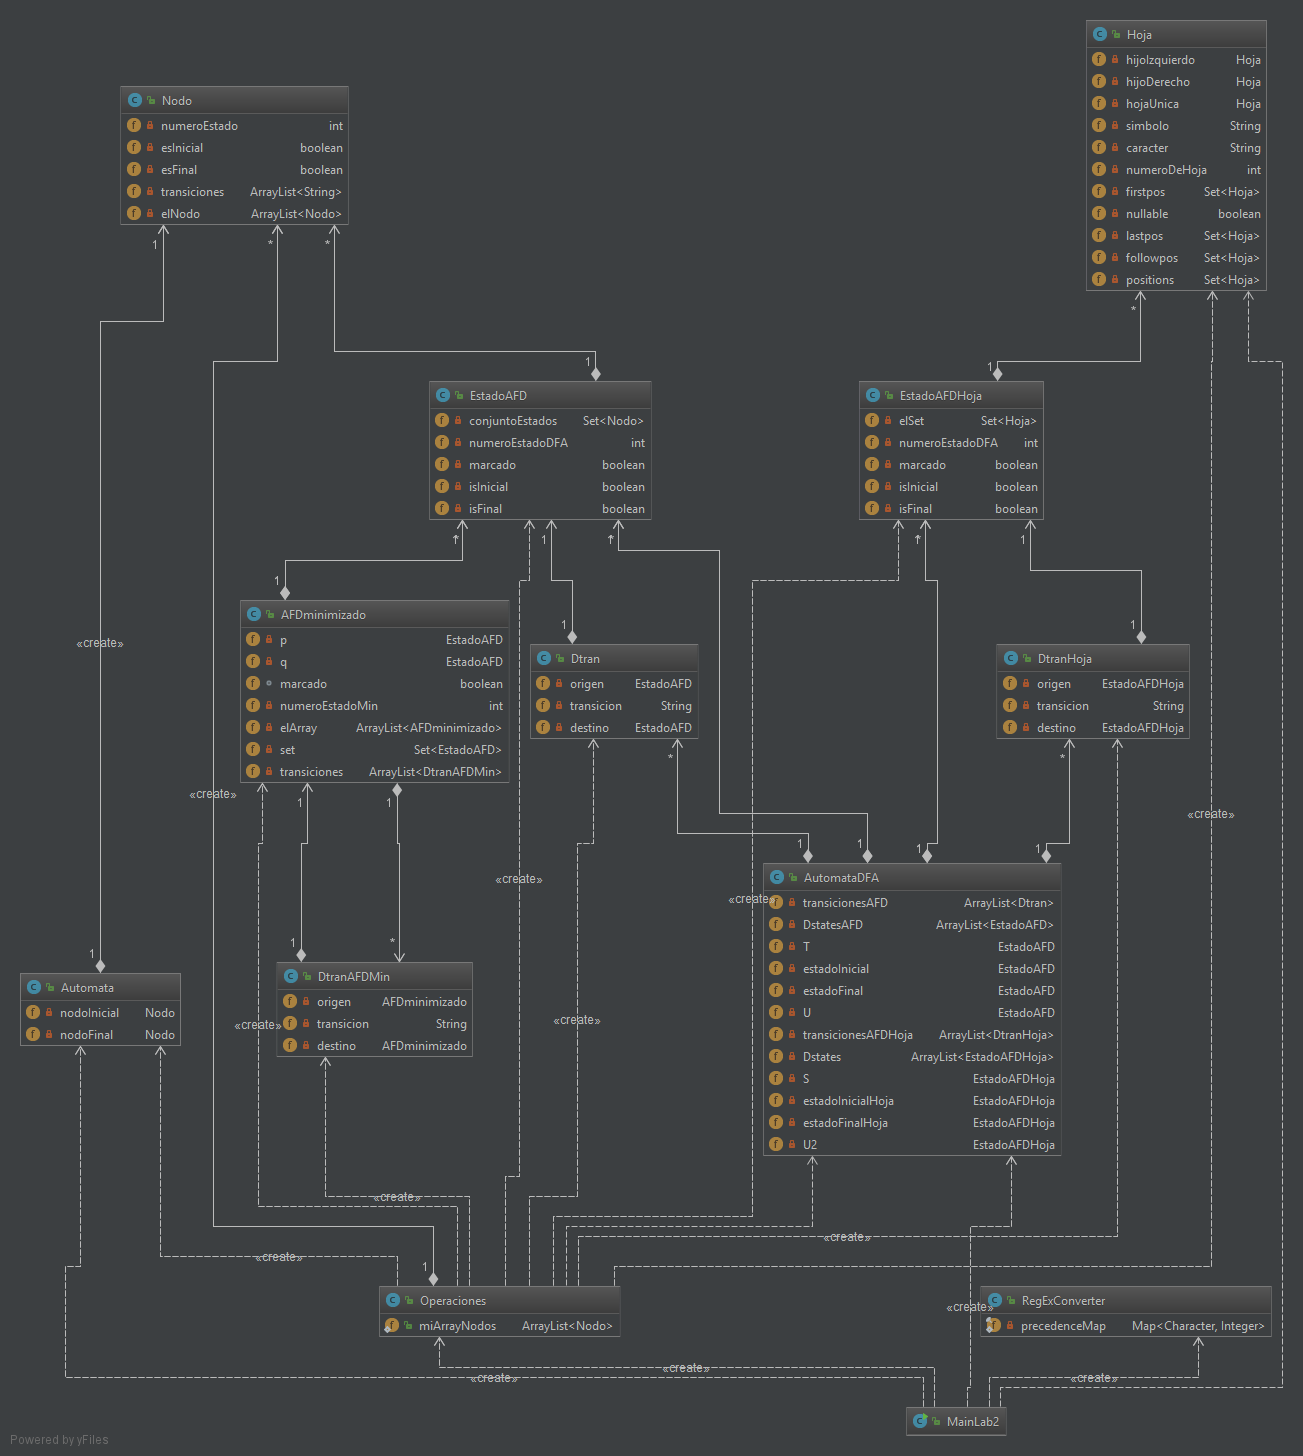 Hoja
hijoIzquierdo Hoja
hijoDerecho Hoja
hojaUnica Hoja
simbolo String
caracter String
numeroDeHoja int
firstpos Set<Hoja>
nullable boolean
lastpos Set<Hoja>
followpos Set<Hoja>
positions Set<Hoja>
Nodo
numeroEstado int
esInicial boolean
esFinal boolean
transiciones ArrayList<String>
elNodo ArrayList<Nodo>
1
*
*
*
1
1
EstadoAFD
conjuntoEstados Set<Nodo>
numeroEstadoDFA int
marcado boolean
isInicial boolean
isFinal boolean
EstadoAFDHoja
elSet Set<Hoja>
numeroEstadoDFA int
marcado boolean
isInicial boolean
isFinal boolean
*
1
1
*
1
*
1
1
1
1
AFDminimizado
p EstadoAFD
q EstadoAFD
marcado boolean
numeroEstadoMin int
elArray ArrayList<AFDminimizado>
set Set<EstadoAFD>
transiciones ArrayList<DtranAFDMin>
Dtran
origen EstadoAFD
transicion String
destino EstadoAFD
DtranHoja
origen EstadoAFDHoja
transicion String
destino EstadoAFDHoja
«create»
*
*
«create»
1
1
«create»
1
1
1
1
«create»
«create»
AutomataDFA
transicionesAFD ArrayList<Dtran>
DstatesAFD ArrayList<EstadoAFD>
T EstadoAFD
estadoInicial EstadoAFD
estadoFinal EstadoAFD
U EstadoAFD
transicionesAFDHoja ArrayList<DtranHoja>
Dstates ArrayList<EstadoAFDHoja>
S EstadoAFDHoja
estadoInicialHoja EstadoAFDHoja
estadoFinalHoja EstadoAFDHoja
U2 EstadoAFDHoja
1
1
*
Automata
nodoInicial Nodo
nodoFinal Nodo
DtranAFDMin
origen AFDminimizado
transicion String
destino AFDminimizado
«create»
«create»
«create»
«create»
«create»
1
Operaciones
miArrayNodos ArrayList<Nodo>
«create»
RegExConverter
precedenceMap Map<Character, Integer>
«create»
«create»
«create»
MainLab2
Powered by yFiles